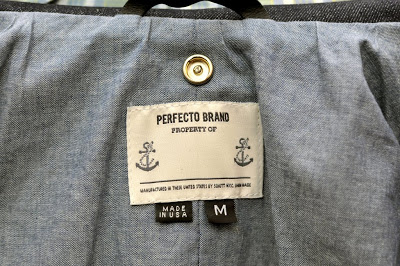 PERFECTO BRAND
PROPERTY OF
MANUFACTURED IN THESE UNITED STATES BY SCHOTT NYC
MADE
IN USA
M